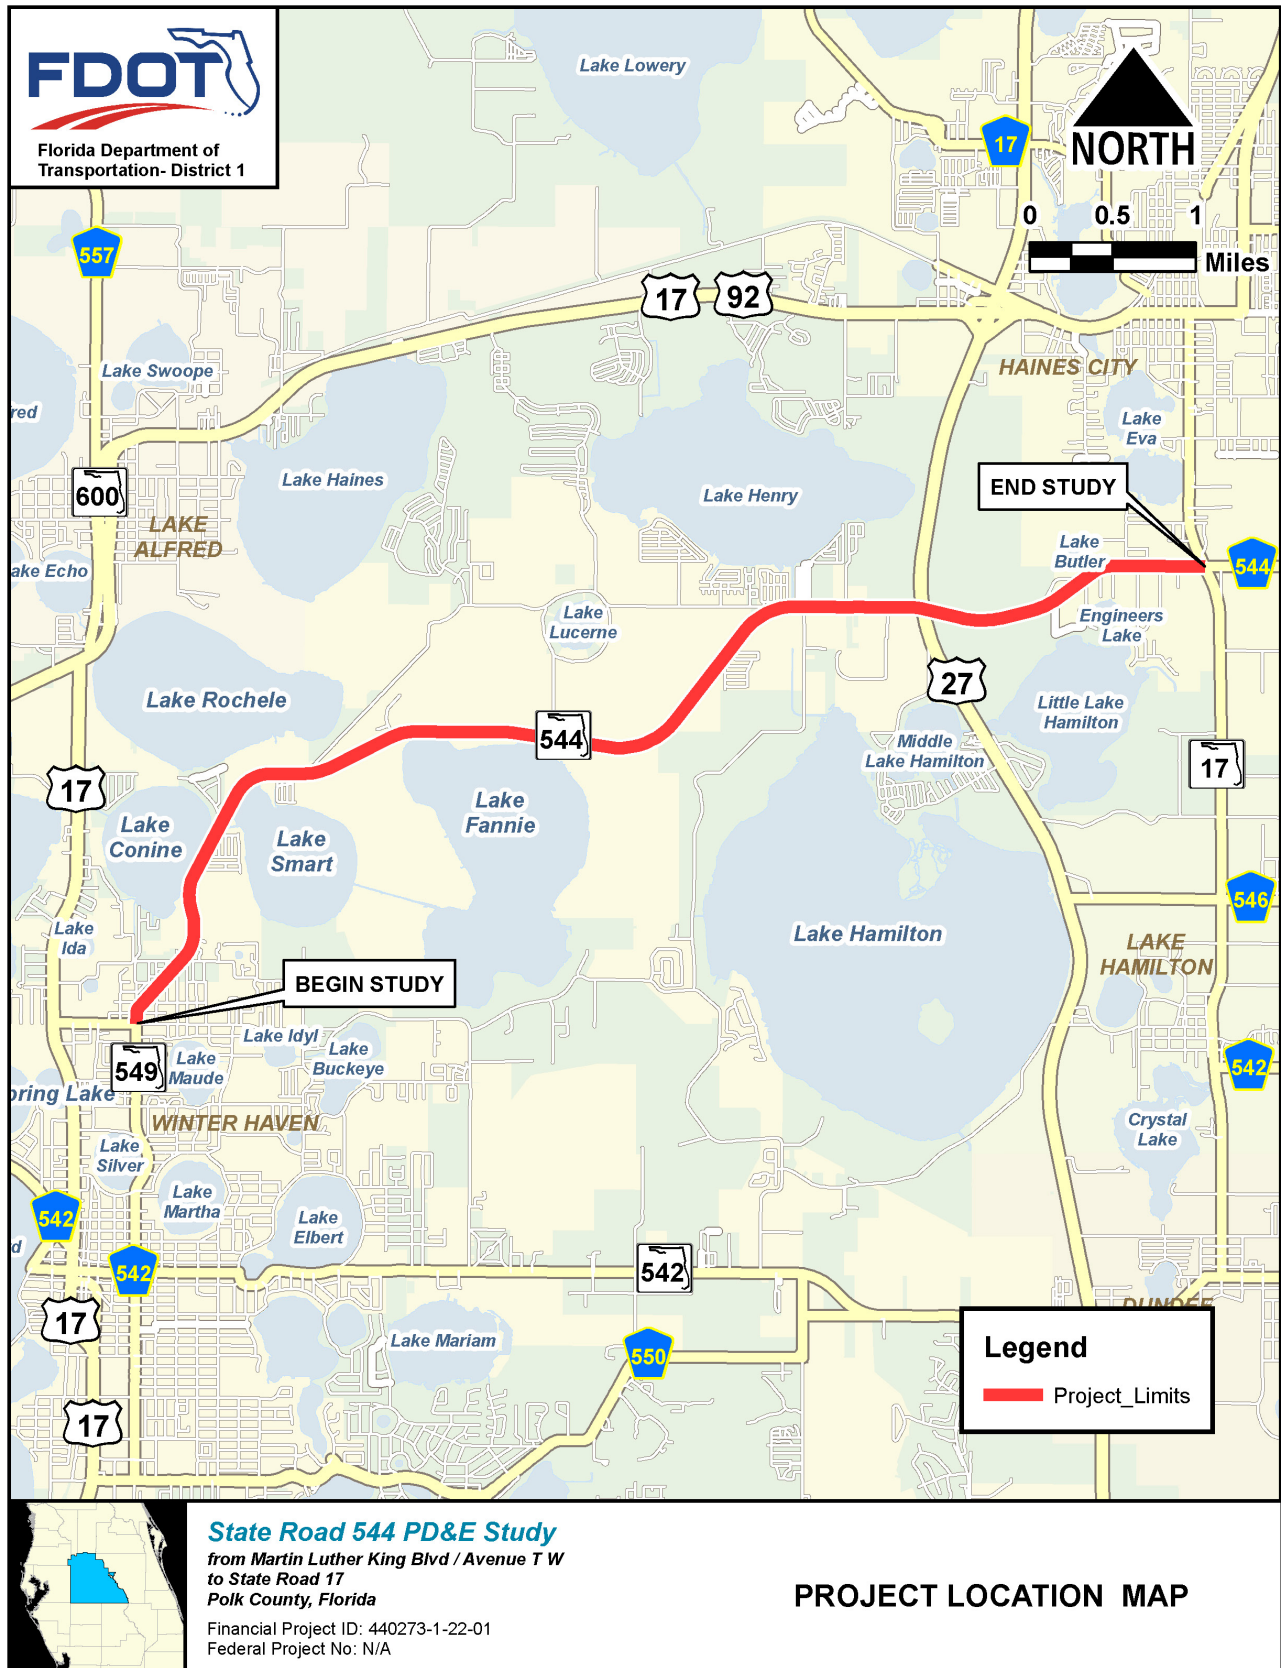 FDOT
Florida Department of
Transportation- District 1
Lake Lowery
17
NORTH
0 0.5 1
Miles
557
17
92
Lake Swoope
HAINES CITY
red
Lake
Eva
Lake Haines
Lake Henry
END STUDY
600
LAKE
ALFRED
Lake
Butler
544
ake Echo
Lake
Lucerne
Engineers
Lake
Lake Rochele
27
Little Lake
Hamilton
544
Middle
Lake Hamilton
17
17
Lake
Fannie
Lake
Conine
Lake
Smart
546
Lake
Ida
Lake Hamilton
LAKE
HAMILTON
BEGIN STUDY
Lake Idyl
Lake
Buckeye
549
Lake
Maude
542
pring Lake
WINTER HAVEN
Crystal
Lake
Lake
Silver
Lake
Martha
542
Lake
Elbert
d
542
542
17
DUNDEE
Lake Mariam
550
Legend
Project_Limits
17
State Road 544 PD&E Study
from Martin Luther King Blvd / Avenue T W
to State Road 17
Polk County, Florida
Financial Project ID: 440273-1-22-01
Federal Project No: N/A
PROJECT LOCATION MAP